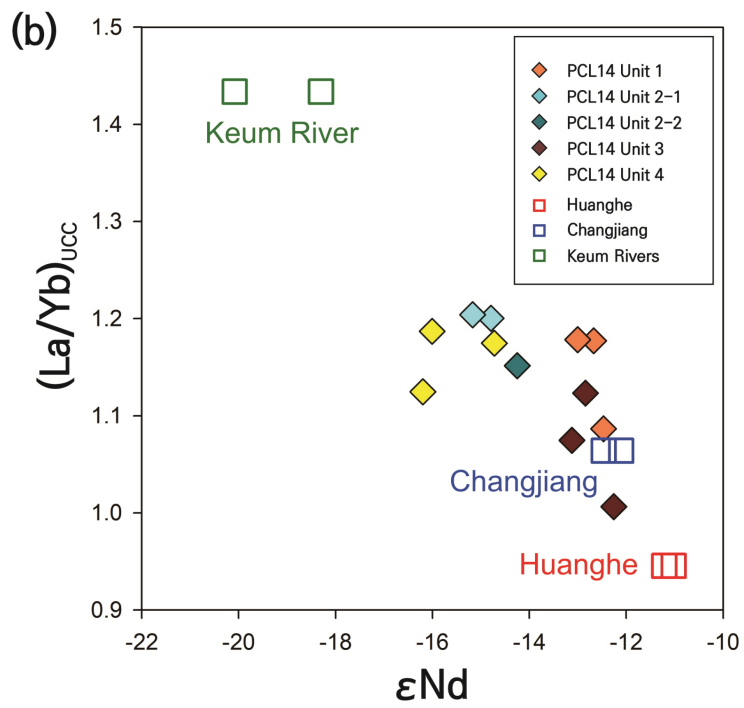 (b)
1.5
1.4
1.3
1.2
1.1
1.0
0.9
(La/Yb)UCC
PCL14 Unit 1
PCL14 Unit 2-1
PCL14 Unit 2-2
PCL14 Unit 3
PCL14 Unit 4
Huanghe
Changjiang
Keum Rivers
Keum River
Changjiang
Huanghe
-22 -20 -18 -16 -14 -12 -10
εNd